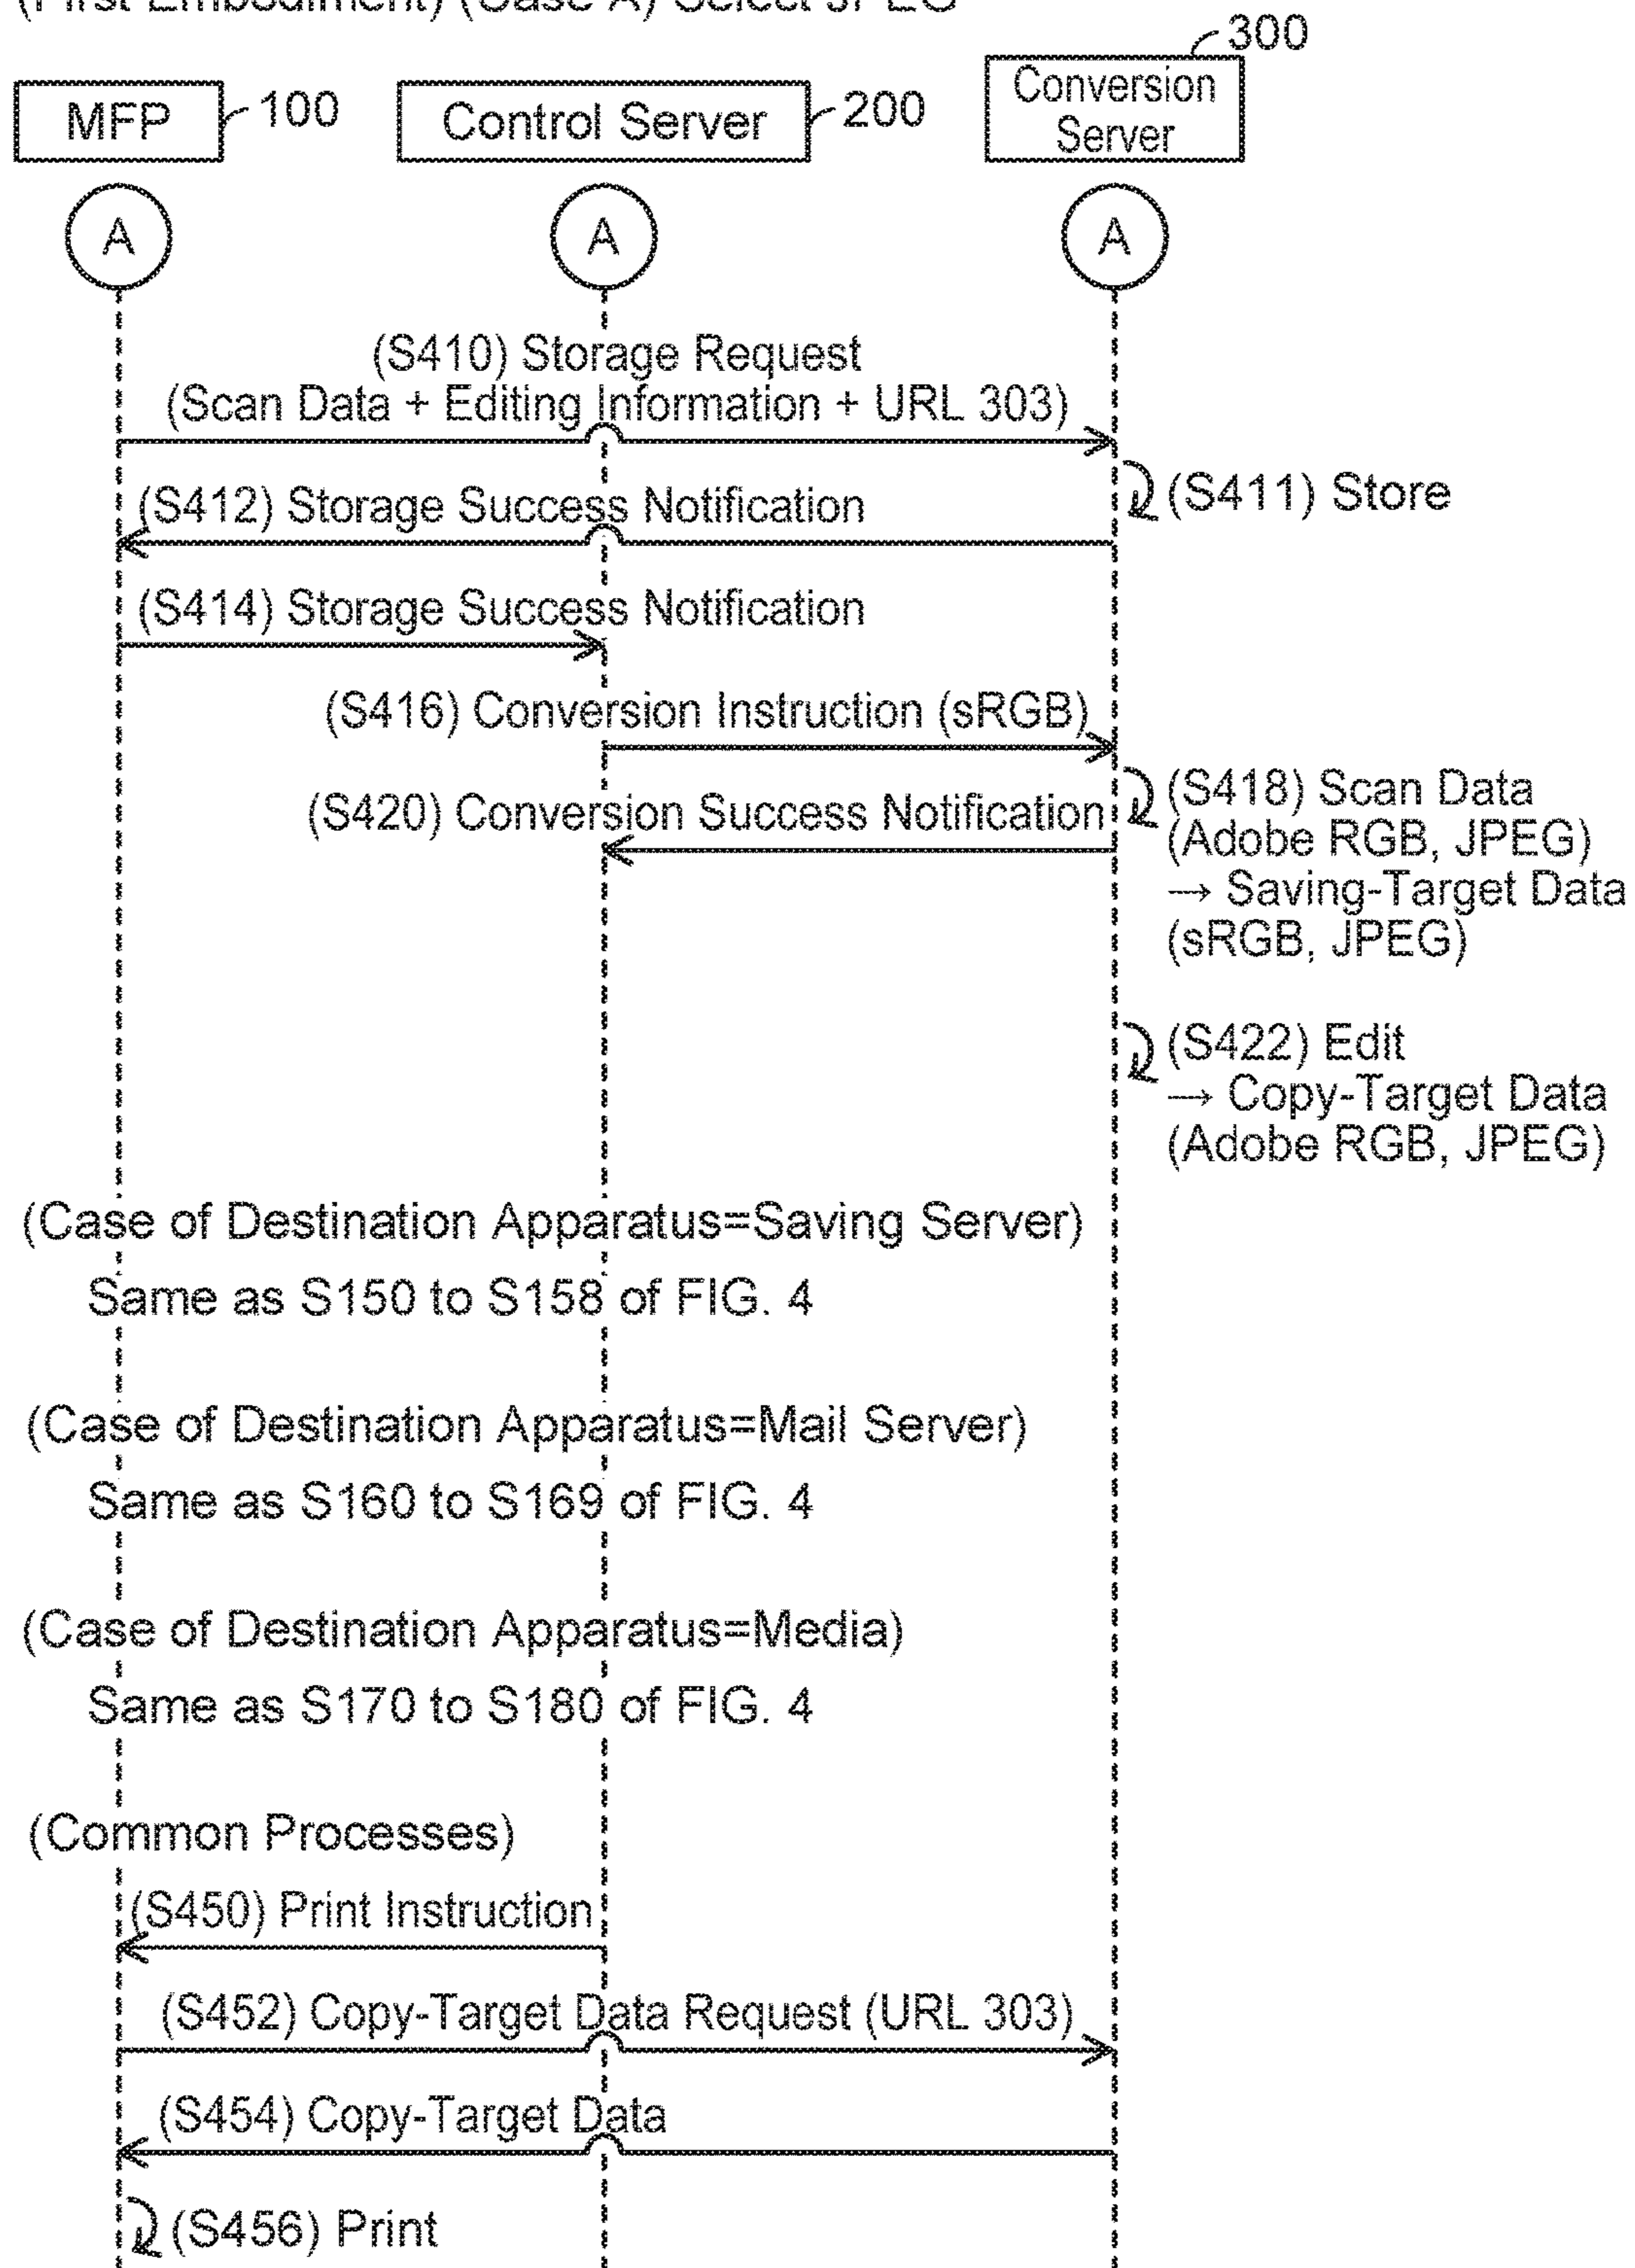 (First Embodiment) (Case A) Select JPEG
300
MFP
100
Control Server
200
Conversion
Server
A
A
A
(S410) Storage Request
(Scan Data + Editing Information + URL 303)
(S411) Store
(S412) Storage Success Notification
(S414) Storage Success Notification
(S416) Conversion Instruction (sRGB)
(S418) Scan Data
(Adobe RGB, JPEG)
→ Saving-Target Data
(sRGB, JPEG)
(S420) Conversion Success Notification
(S422) Edit
→ Copy-Target Data
(Adobe RGB, JPEG)
(Case of Destination Apparatus=Saving Server)
Same as S150 to S158 of FIG. 4
(Case of Destination Apparatus=Mail Server)
Same as S160 to S169 of FIG. 4
(Case of Destination Apparatus=Media)
Same as S170 to S180 of FIG. 4
(Common Processes)
(S450) Print Instruction
(S452) Copy-Target Data Request (URL 303)
(S454) Copy-Target Data
(S456) Print